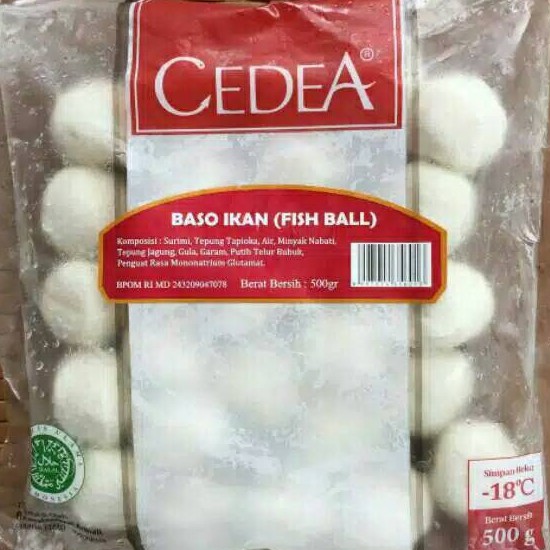 CEDEA®
BASO IKAN (FISH BALL)
Komposisi : Surimi, Tepung Tapioka, Air, Minyak Nabati,
Tepung Jagung, Gula, Garam, Putih Telur Bubuk,
Penguat Rasa Mononatrium Glutamat.
BPOM RI MD 243209047078 Berat Bersih : 500gr
Simpan Beku
-18°C
Berat Bersih
500 g